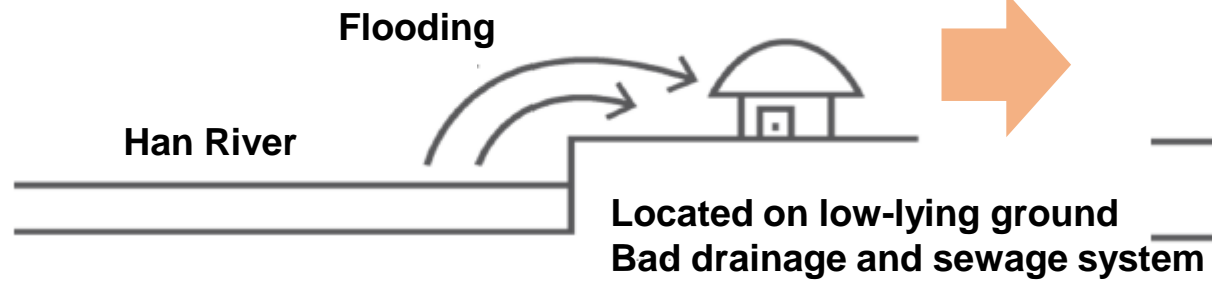 Flooding
Han River
Located on low-lying ground
Bad drainage and sewage system